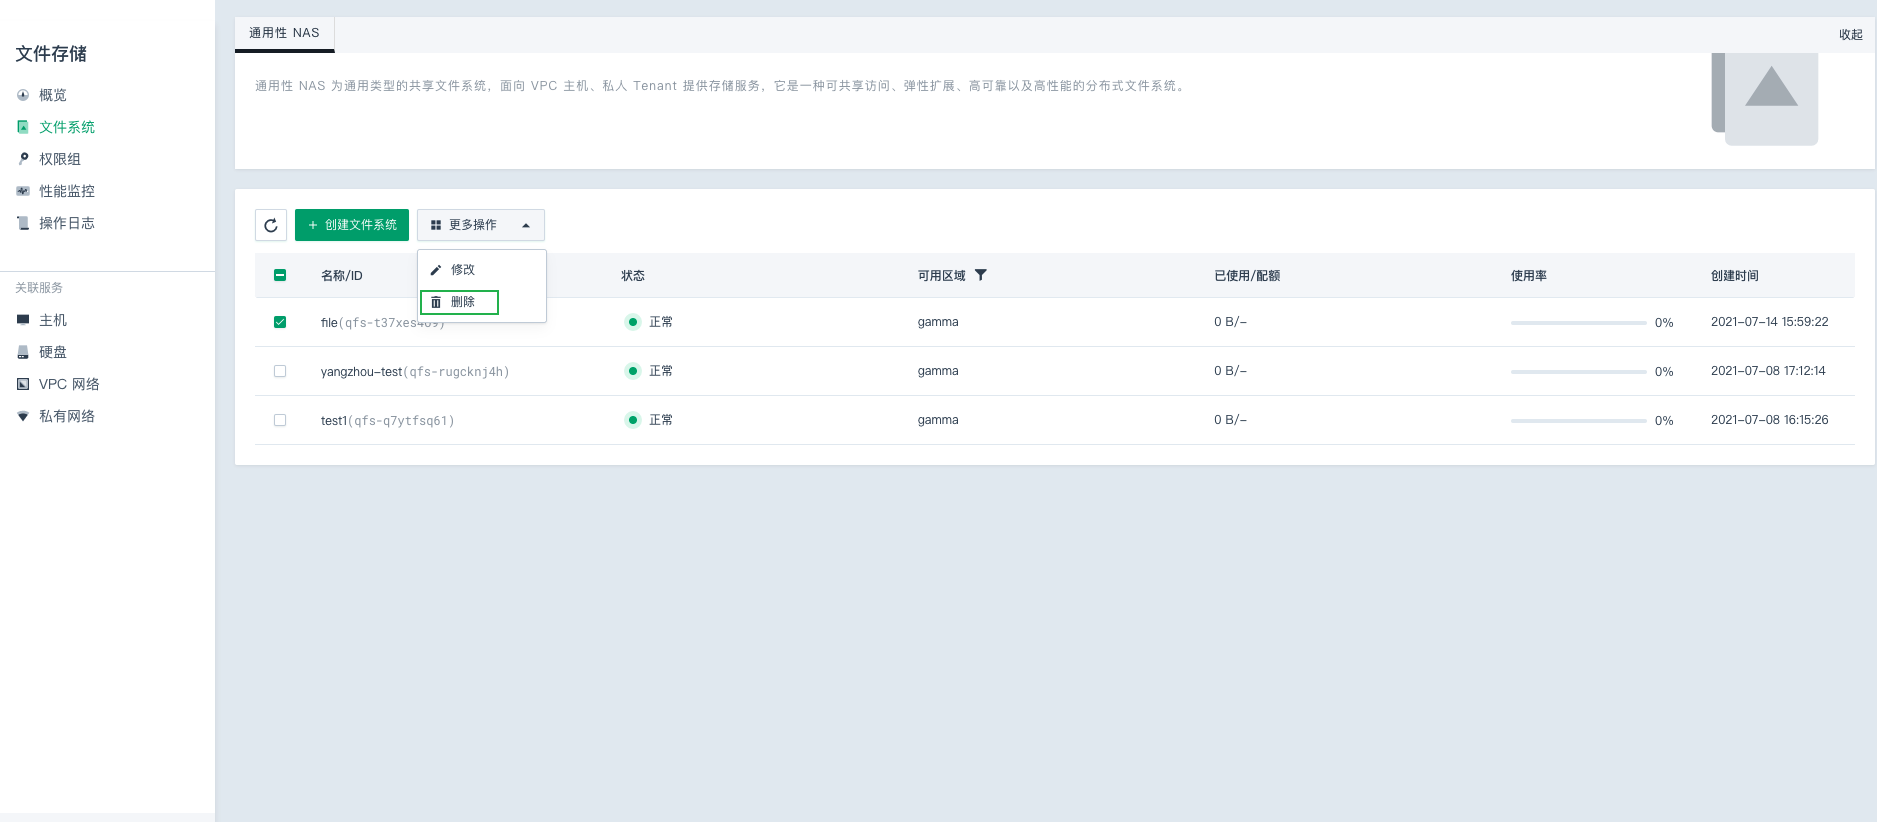 文件存储
概览
文件系统
权限组
性能监控
操作日志
关联服务
主机
硬盘
VPC 网络
私有网络
通用性 NAS
收起
通用性 NAS 为通用类型的共享文件系统，面向 VPC 主机、私人 Tenant 提供存储服务，它是一种可共享访问、弹性扩展、高可靠以及高性能的分布式文件系统。
+ 创建文件系统
更多操作
修改
删除
名称/ID 状态 可用区域 已使用/配额 使用率 创建时间
file 正常 gamma 0 B/- 0% 2021-07-14 15:59:22
yangzhou-test(qfs-rugcknj4h) 正常 gamma 0 B/- 0% 2021-07-08 17:12:14
test1(qfs-q7ytfsq61) 正常 gamma 0 B/- 0% 2021-07-08 16:15:26